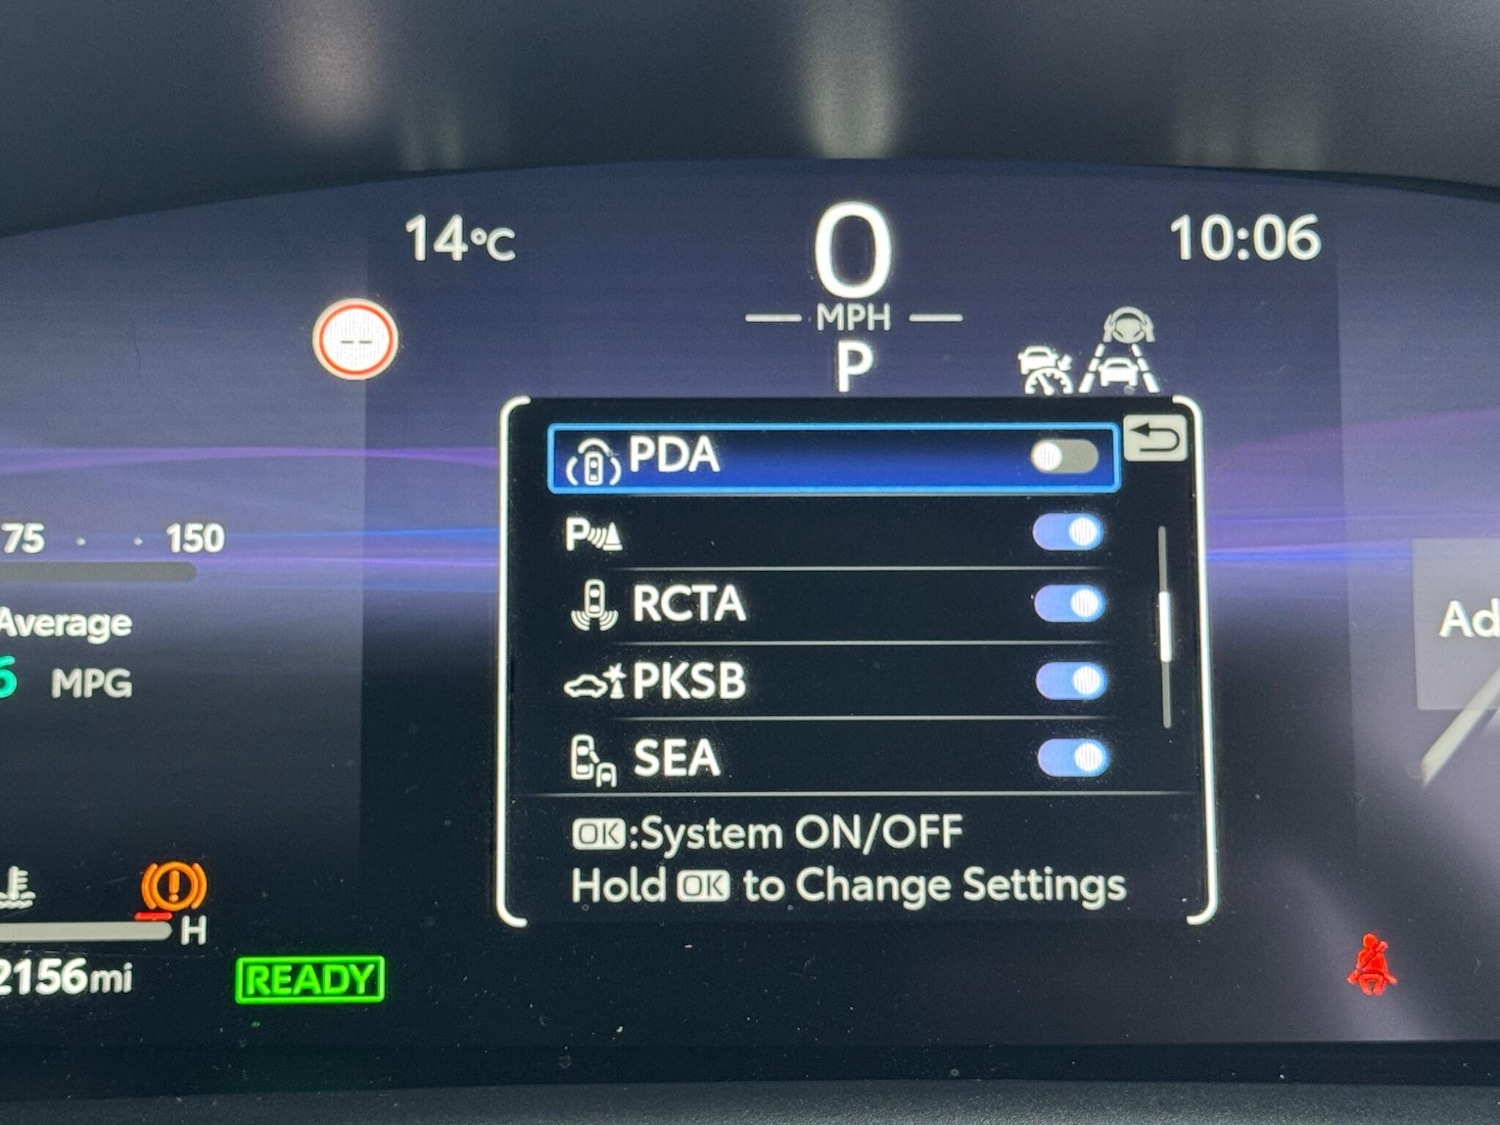 14°C
0
10:06
MPH
--
P
PDA
P
75 150
RCTA
Average
MPG
PKSB
SEA
OK:System ON/OFF
Hold OK to Change Settings
H
2156mi
READY